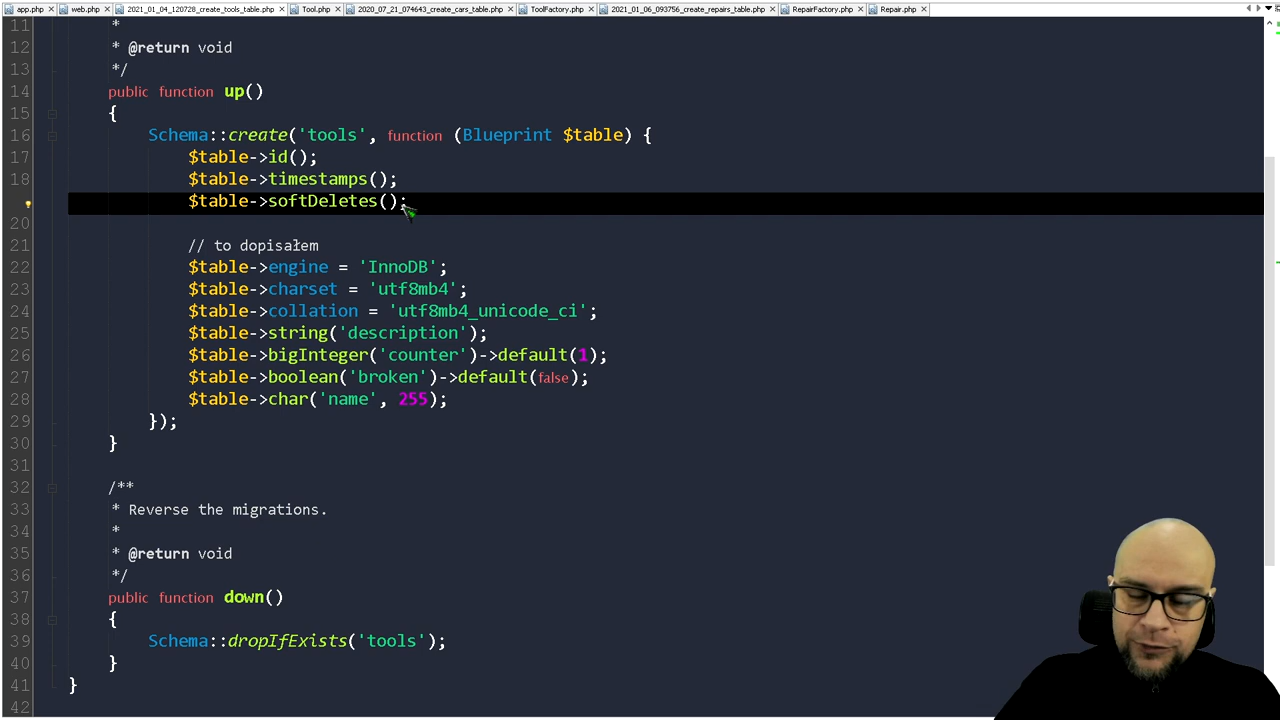 app.php web.php 2021_01_04_120728_create_tools_table.php Tool.php 2020_07_21_074643_create_cars_table.php ToolFactory.php 2021_01_06_093756_create_repairs_table.php RepairFactory.php Repair.php
11 *
12 * @return void
13 */
14 public function up()
15 {
16 Schema::create('tools', function (Blueprint $table) {
17 $table->id();
18 $table->timestamps();
$table->softDeletes();
20
21 // to dopisałem
22 $table->engine = 'InnoDB';
23 $table->charset = 'utf8mb4';
24 $table->collation = 'utf8mb4_unicode_ci';
25 $table->string('description');
26 $table->bigInteger('counter')->default(1);
27 $table->boolean('broken')->default(false);
28 $table->char('name', 255);
29 });
30 }
31
32 /**
33 * Reverse the migrations.
34 *
35 * @return void
36 */
37 public function down()
38 {
39 Schema::dropIfExists('tools');
40 }
41 }
42